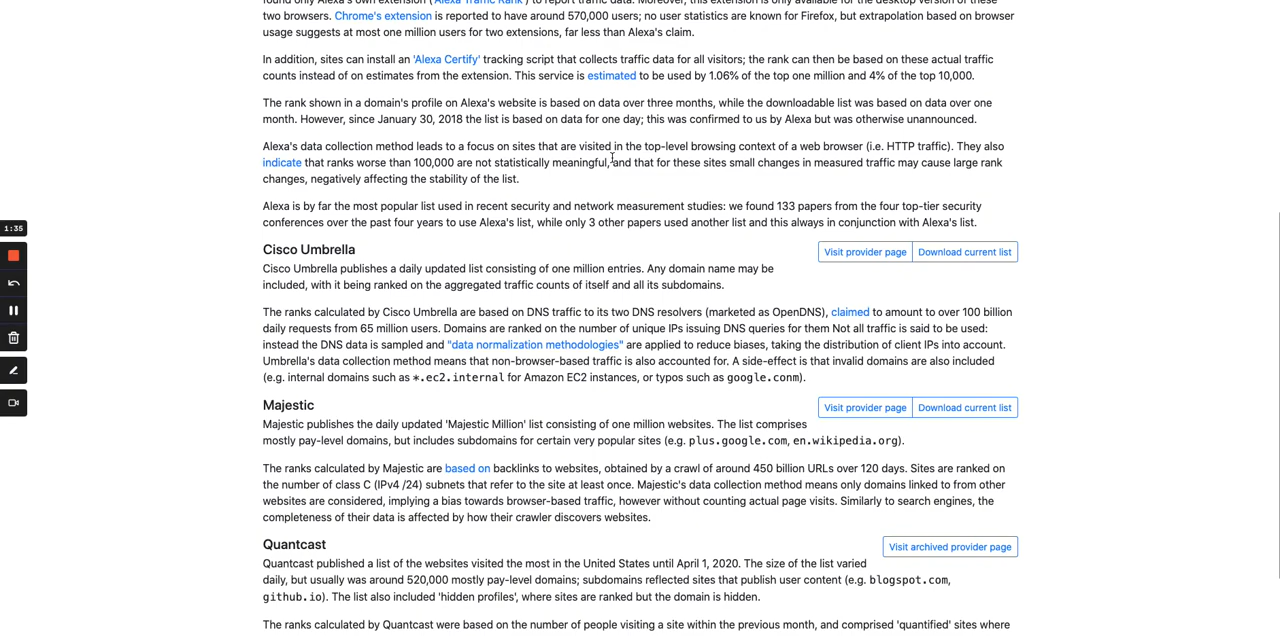 found only Alexa's own extension ('Alexa Traffic Rank') to report traffic data. Moreover, this extension is only available for the desktop version of these
two browsers. Chrome's extension is reported to have around 570,000 users; no user statistics are known for Firefox, but extrapolation based on browser
usage suggests at most one million users for two extensions, far less than Alexa's claim.
In addition, sites can install an 'Alexa Certify' tracking script that collects traffic data for all visitors; the rank can then be based on these actual traffic
counts instead of on estimates from the extension. This service is estimated to be used by 1.06% of the top one million and 4% of the top 10,000.
The rank shown in a domain's profile on Alexa's website is based on data over three months, while the downloadable list was based on data over one
month. However, since January 30, 2018 the list is based on data for one day; this was confirmed to us by Alexa but was otherwise unannounced.
Alexa's data collection method leads to a focus on sites that are visited in the top-level browsing context of a web browser (i.e. HTTP traffic). They also
indicate that ranks worse than 100,000 are not statistically meaningful, and that for these sites small changes in measured traffic may cause large rank
changes, negatively affecting the stability of the list.
Alexa is by far the most popular list used in recent security and network measurement studies: we found 133 papers from the four top-tier security
conferences over the past four years to use Alexa's list, while only 3 other papers used another list and this always in conjunction with Alexa's list.
1:35
Cisco Umbrella
Visit provider page
Download current list
Cisco Umbrella publishes a daily updated list consisting of one million entries. Any domain name may be
included, with it being ranked on the aggregated traffic counts of itself and all its subdomains.
The ranks calculated by Cisco Umbrella are based on DNS traffic to its two DNS resolvers (marketed as OpenDNS), claimed to amount to over 100 billion
daily requests from 65 million users. Domains are ranked on the number of unique IPs issuing DNS queries for them Not all traffic is said to be used:
instead the DNS data is sampled and "data normalization methodologies" are applied to reduce biases, taking the distribution of client IPs into account.
Umbrella's data collection method means that non-browser-based traffic is also accounted for. A side-effect is that invalid domains are also included
(e.g. internal domains such as *.ec2.internal for Amazon EC2 instances, or typos such as google.conm).
Majestic
Visit provider page
Download current list
Majestic publishes the daily updated 'Majestic Million' list consisting of one million websites. The list comprises
mostly pay-level domains, but includes subdomains for certain very popular sites (e.g. plus.google.com, en.wikipedia.org).
The ranks calculated by Majestic are based on backlinks to websites, obtained by a crawl of around 450 billion URLs over 120 days. Sites are ranked on
the number of class C (IPv4 /24) subnets that refer to the site at least once. Majestic's data collection method means only domains linked to from other
websites are considered, implying a bias towards browser-based traffic, however without counting actual page visits. Similarly to search engines, the
completeness of their data is affected by how their crawler discovers websites.
Quantcast
Visit archived provider page
Quantcast published a list of the websites visited the most in the United States until April 1, 2020. The size of the list varied
daily, but usually was around 520,000 mostly pay-level domains; subdomains reflected sites that publish user content (e.g. blogspot.com,
github.io). The list also included 'hidden profiles', where sites are ranked but the domain is hidden.
The ranks calculated by Quantcast were based on the number of people visiting a site within the previous month, and comprised 'quantified' sites where